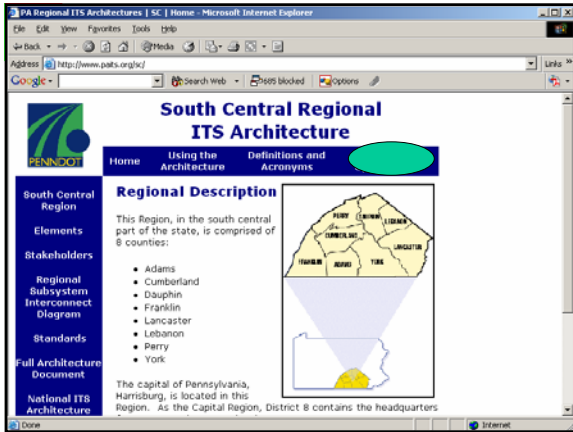 PA Regional ITS Architectures | SC | Home - Microsoft Internet Explorer
File Edit View Favorites Tools Help
Back Search Media
Address http://www.paits.org/sc/ Links »
Google Search Web 5685 blocked Options
PENNDOT
South Central Regional
ITS Architecture
Home Using the Architecture Definitions and Acronyms
South Central
Region
Elements
Stakeholders
Regional
Subsystem
Interconnect
Diagram
Standards
Full Architecture
Document
National ITS
Architecture
Regional Description
This Region, in the south central
part of the state, is comprised of
8 counties:
• Adams
• Cumberland
• Dauphin
• Franklin
• Lancaster
• Lebanon
• Perry
• York
The capital of Pennsylvania,
Harrisburg, is located in this
Region. As the Capital Region, District 8 contains the headquarters
PERRY
DAUPHIN
LEBANON
CUMBERLAND
LANCASTER
FRANKLIN
ADAMS
YORK
Done Internet